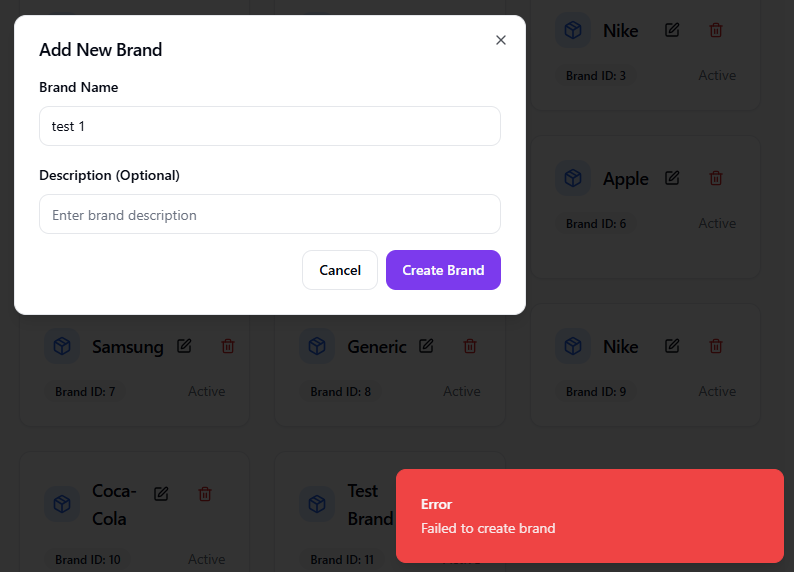 Add New Brand
Brand Name
test 1
Description (Optional)
Enter brand description
Cancel
Create Brand
Nike
Brand ID: 3
Active
Apple
Brand ID: 6
Active
Samsung
Brand ID: 7
Active
Generic
Brand ID: 8
Active
Nike
Brand ID: 9
Active
Coca-
Cola
Brand ID: 10
Active
Test
Brand
Brand ID: 11
Error
Failed to create brand